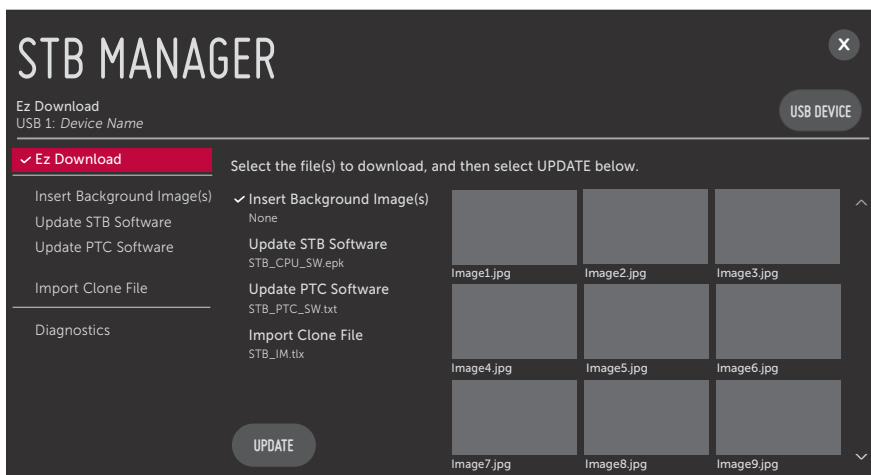 STB MANAGER
X
Ez Download
USB 1: Device Name
USB DEVICE
Ez Download
Insert Background Image(s)
Update STB Software
Update PTC Software
Import Clone File
Diagnostics
Select the file(s) to download, and then select UPDATE below.
Insert Background Image(s)
None
Update STB Software
STB_CPU_SW.epk
Update PTC Software
STB_PTC_SW.txt
Import Clone File
STB_IM.tlx
UPDATE
Image1.jpg
Image2.jpg
Image3.jpg
Image4.jpg
Image5.jpg
Image6.jpg
Image7.jpg
Image8.jpg
Image9.jpg